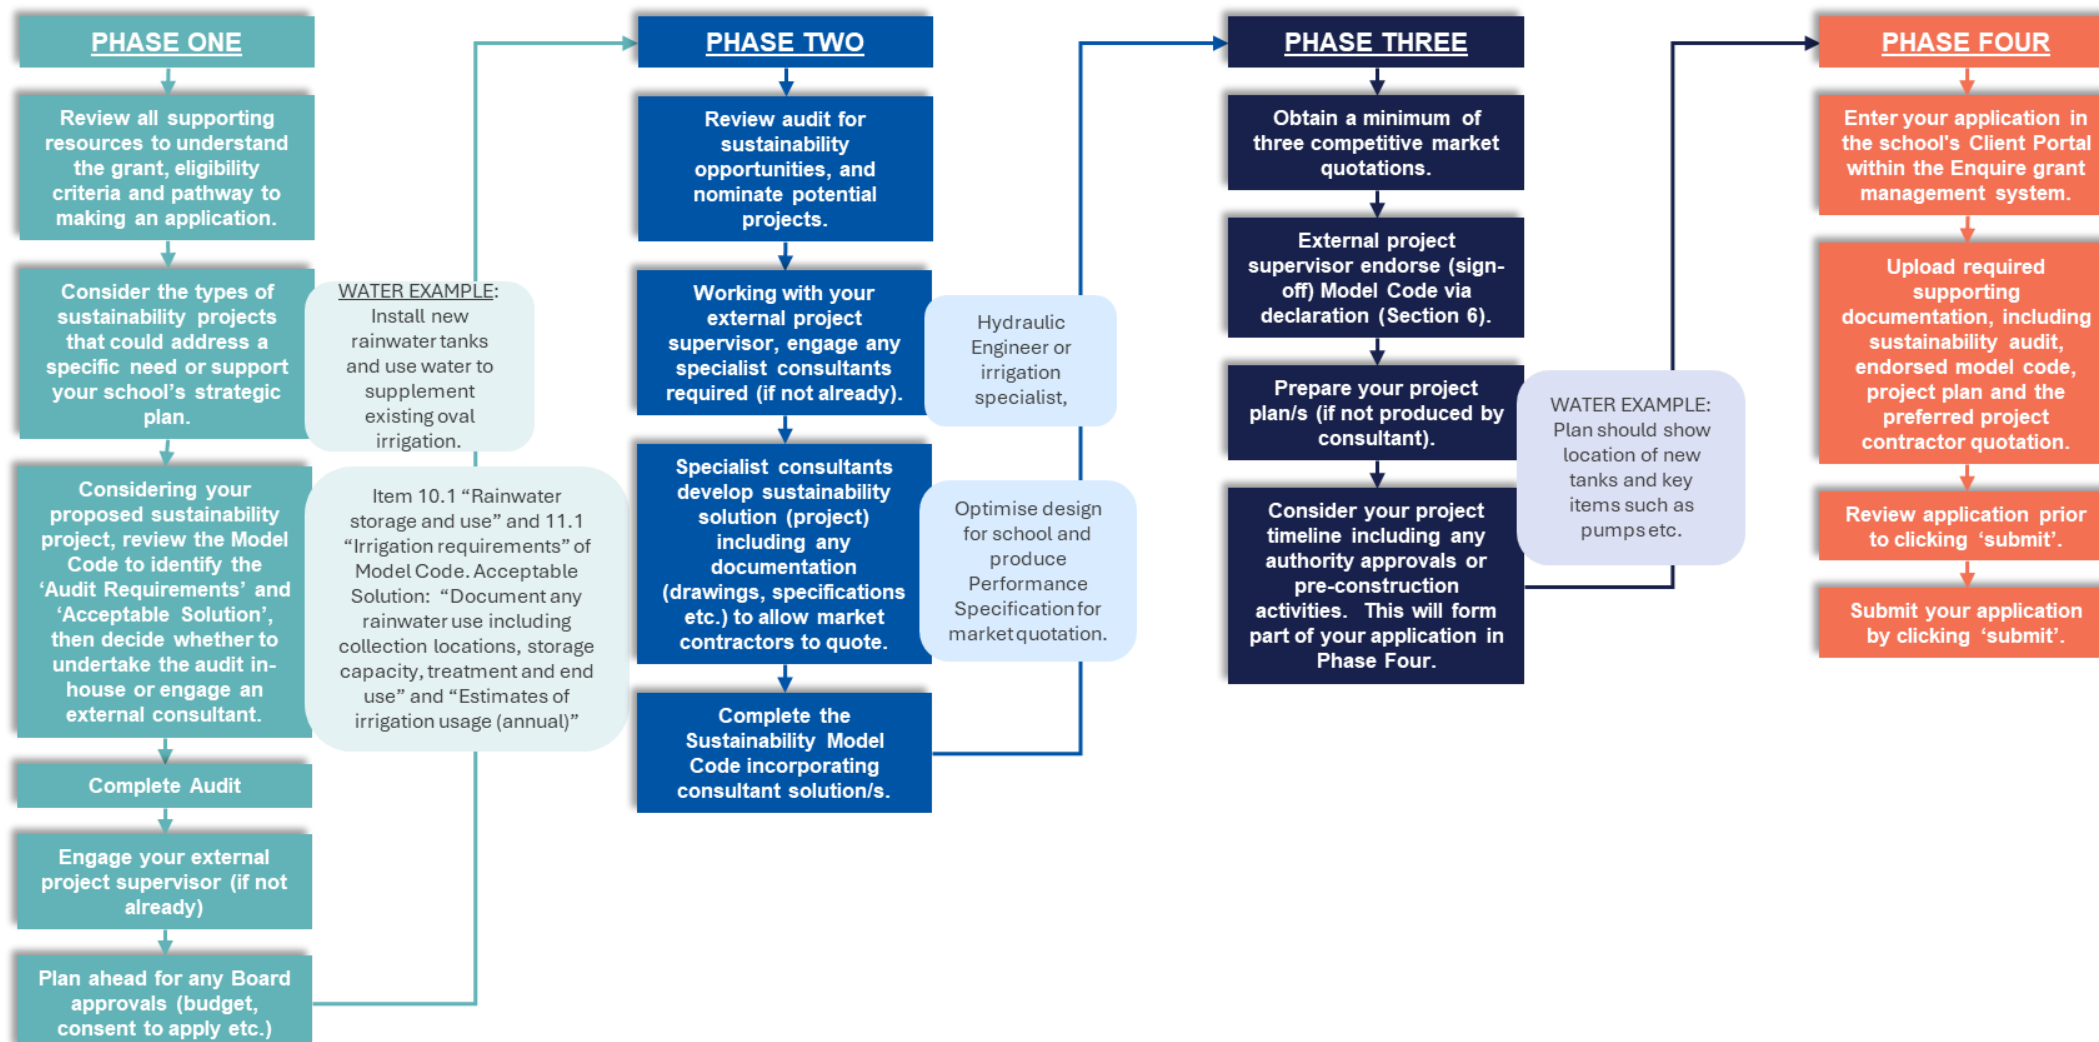 PHASE ONE
Review all supporting
resources to understand
the grant, eligibility
criteria and pathway to
making an application.
Consider the types of
sustainability projects
that could address a
specific need or support
your school's strategic
plan.
WATER EXAMPLE:
Install new
rainwater tanks
and use water to
supplement
existing oval
irrigation.
Considering your
proposed sustainability
project, review the Model
Code to identify the
‘Audit Requirements’ and
‘Acceptable Solution’,
then decide whether to
undertake the audit in-
house or engage an
external consultant.
Item 10.1 “Rainwater
storage and use” and 11.1
“Irrigation requirements” of
Model Code. Acceptable
Solution: “Document any
rainwater use including
collection locations, storage
capacity, treatment and end
use” and “Estimates of
irrigation usage (annual)”
Complete Audit
Engage your external
project supervisor (if not
already)
Plan ahead for any Board
approvals (budget,
consent to apply etc.)
PHASE TWO
Review audit for
sustainability
opportunities, and
nominate potential
projects.
Working with your
external project
supervisor, engage any
specialist consultants
required (if not already).
Hydraulic
Engineer or
irrigation
specialist,
Specialist consultants
develop sustainability
solution (project)
including any
documentation
(drawings, specifications
etc.) to allow market
contractors to quote.
Optimise design
for school and
produce
Performance
Specification for
market quotation.
Complete the
Sustainability Model
Code incorporating
consultant solution/s.
PHASE THREE
Obtain a minimum of
three competitive market
quotations.
External project
supervisor endorse (sign-
off) Model Code via
declaration (Section 6).
Prepare your project
plan/s (if not produced by
consultant).
WATER EXAMPLE:
Plan should show
location of new
tanks and key
items such as
pumps etc.
Consider your project
timeline including any
authority approvals or
pre-construction
activities. This will form
part of your application in
Phase Four.
PHASE FOUR
Enter your application in
the school's Client Portal
within the Enquire grant
management system.
Upload required
supporting
documentation, including
sustainability audit,
endorsed model code,
project plan and the
preferred project
contractor quotation.
Review application prior
to clicking ‘submit’.
Submit your application
by clicking ‘submit’.